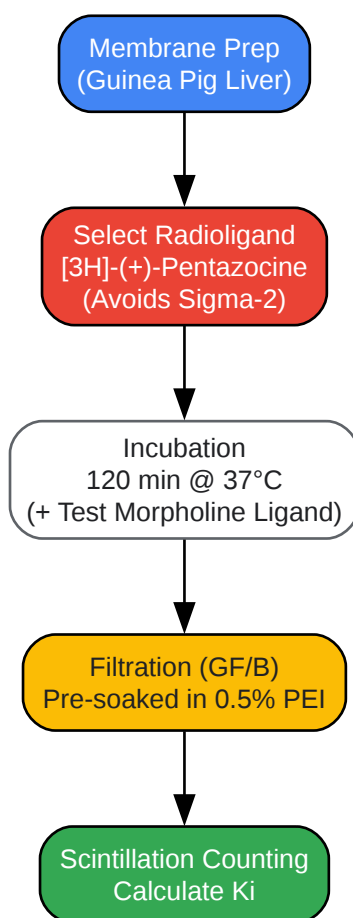 Membrane Prep
(Guinea Pig Liver)
Select Radioligand
[3H]-(+)-Pentazocine
(Avoids Sigma-2)
Incubation
120 min @ 37°C
(+ Test Morpholine Ligand)
Filtration (GF/B)
Pre-soaked in 0.5% PEI
Scintillation Counting
Calculate Ki